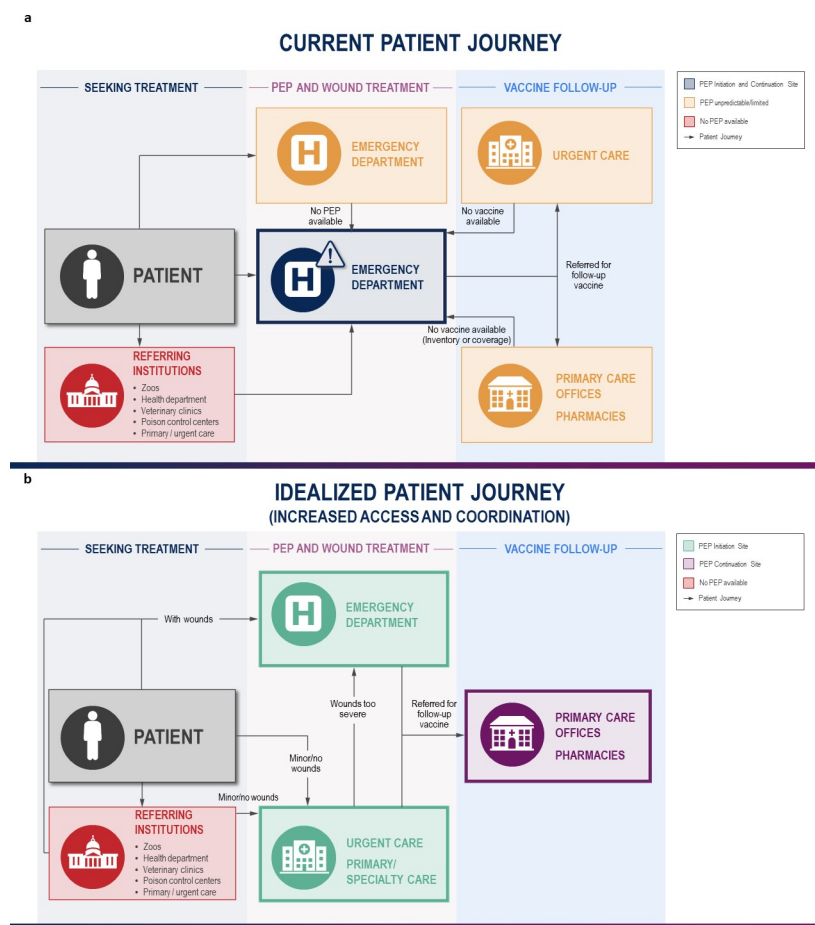 a
CURRENT PATIENT JOURNEY
SEEKING TREATMENT
PEP AND WOUND TREATMENT
VACCINE FOLLOW-UP
PEP Initiation and Continuation Site
PEP unpredictable/limited
No PEP available
Patient Journey
H
EMERGENCY
DEPARTMENT
URGENT CARE
No PEP
available
No vaccine
available
PATIENT
H
EMERGENCY
DEPARTMENT
Referred for
follow-up
vaccine
No vaccine available
(Inventory or coverage)
REFERRING
INSTITUTIONS
• Zoos
• Health department
• Veterinary clinics
• Poison control centers
• Primary / urgent care
PRIMARY CARE
OFFICES
PHARMACIES
b
IDEALIZED PATIENT JOURNEY
(INCREASED ACCESS AND COORDINATION)
SEEKING TREATMENT
PEP AND WOUND TREATMENT
VACCINE FOLLOW-UP
PEP Initiation Site
PEP Continuation Site
No PEP available
Patient Journey
With wounds
H
EMERGENCY
DEPARTMENT
PATIENT
Wounds too
severe
Referred for
follow-up
vaccine
PRIMARY CARE
OFFICES
PHARMACIES
Minor/no
wounds
Minor/no wounds
REFERRING
INSTITUTIONS
• Zoos
• Health department
• Veterinary clinics
• Poison control centers
• Primary / urgent care
URGENT CARE
PRIMARY/
SPECIALTY CARE